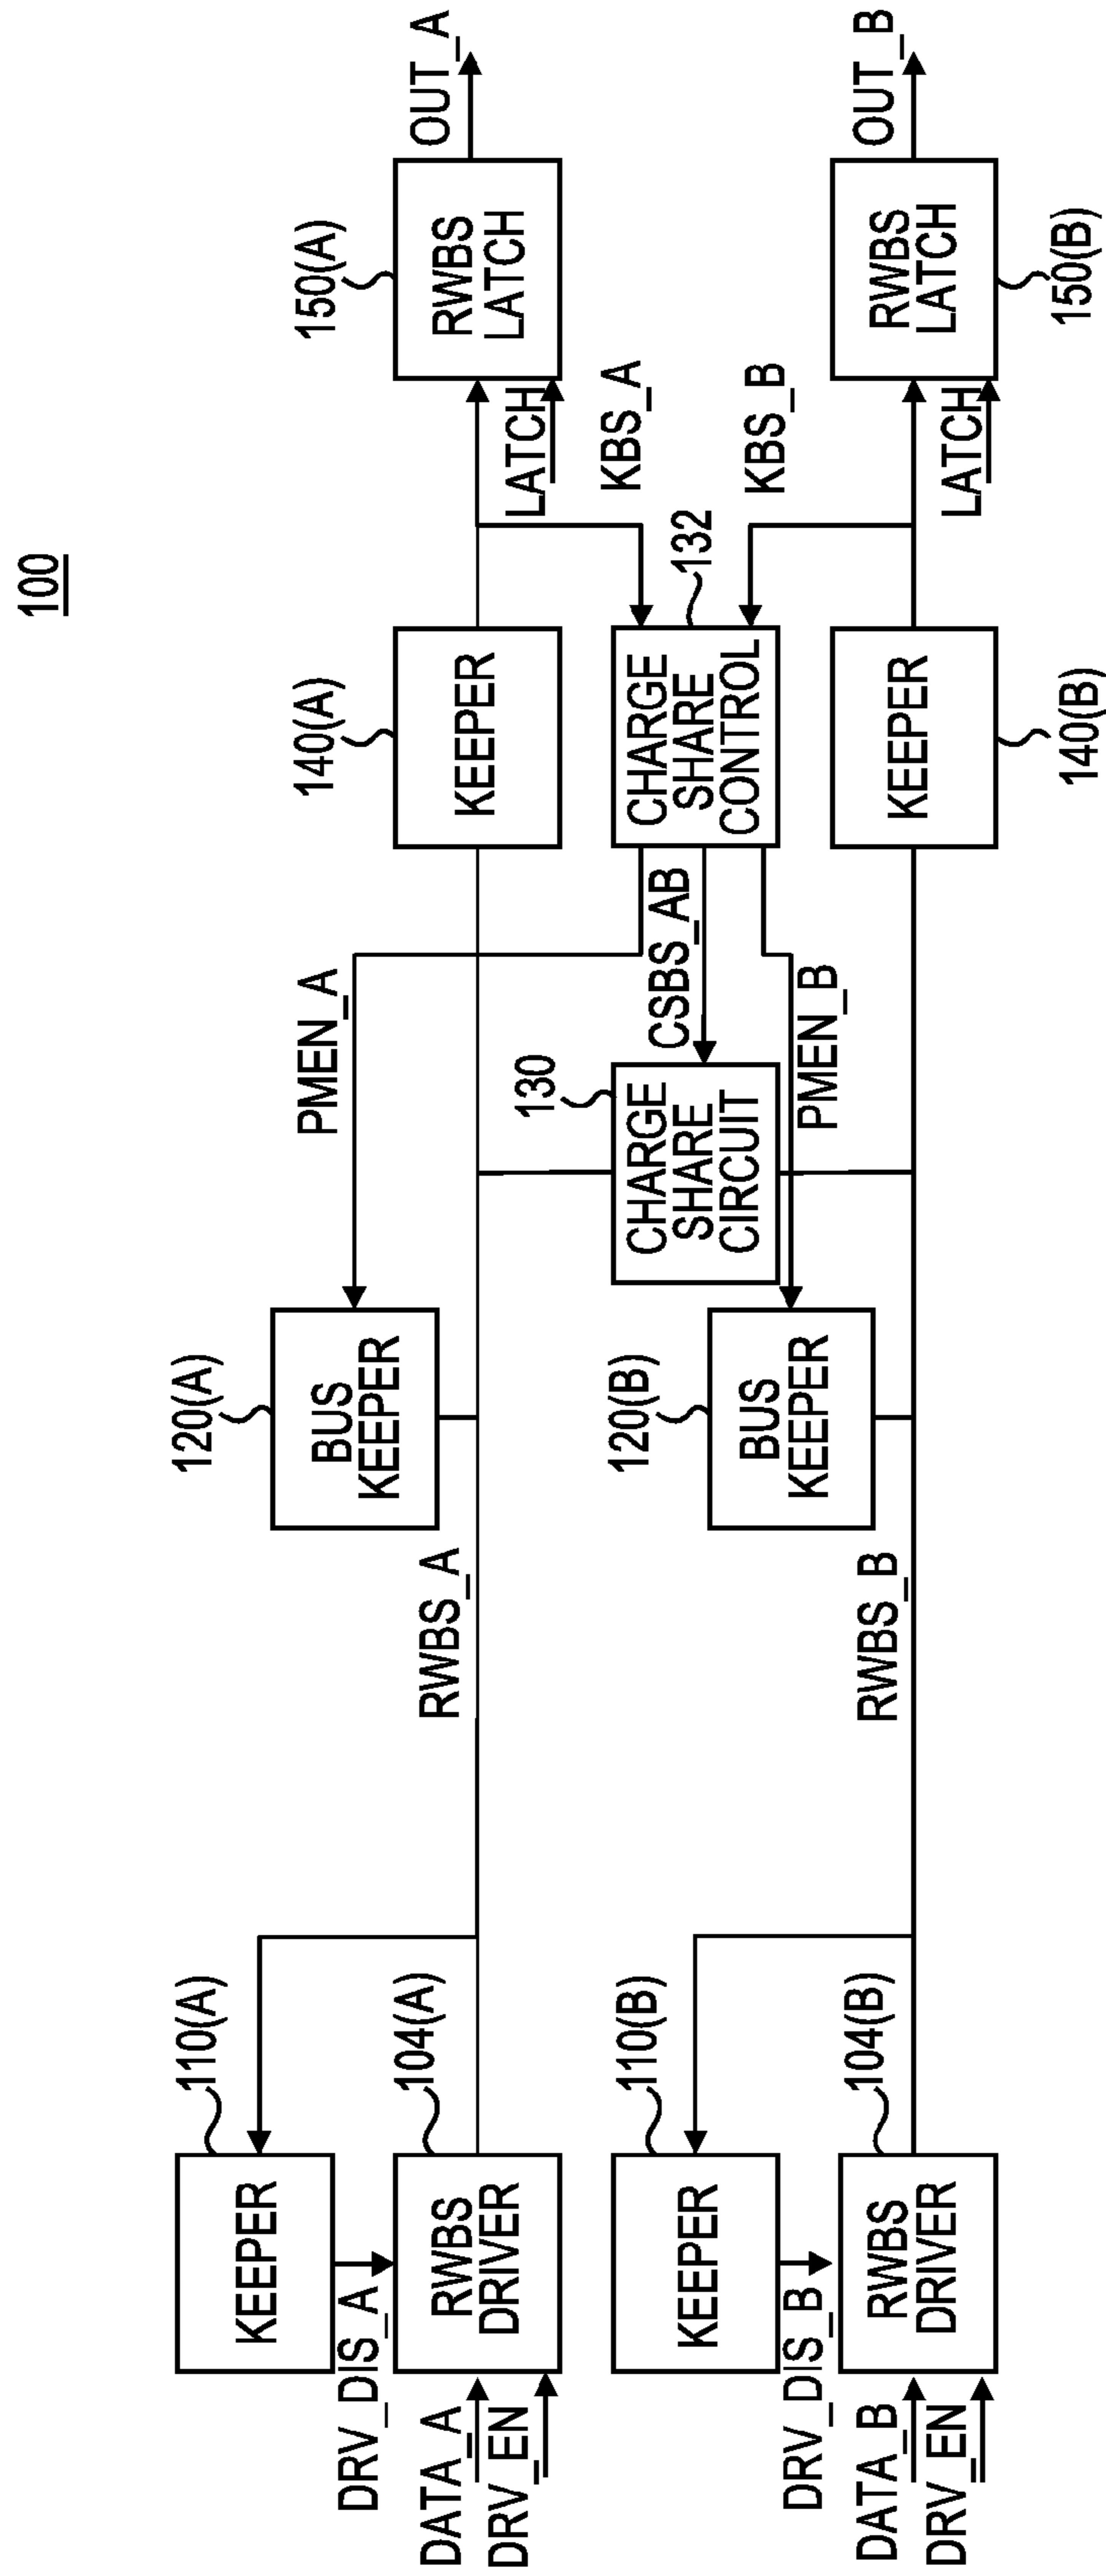 100
110(A)
KEEPER
DRV_DIS_A
104(A)
RWBS
DRIVER
DATA_A
DRV_EN
RWBS_A
120(A)
BUS
KEEPER
PMEN_A
140(A)
KEEPER
150(A)
RWBS
LATCH
LATCH
OUT_A
KBS_A
130
CHARGE
SHARE
CIRCUIT
CSBS_AB
132
CHARGE
SHARE
CONTROL
KBS_B
110(B)
KEEPER
DRV_DIS_B
104(B)
RWBS
DRIVER
DATA_B
DRV_EN
RWBS_B
120(B)
BUS
KEEPER
PMEN_B
140(B)
KEEPER
150(B)
RWBS
LATCH
LATCH
OUT_B